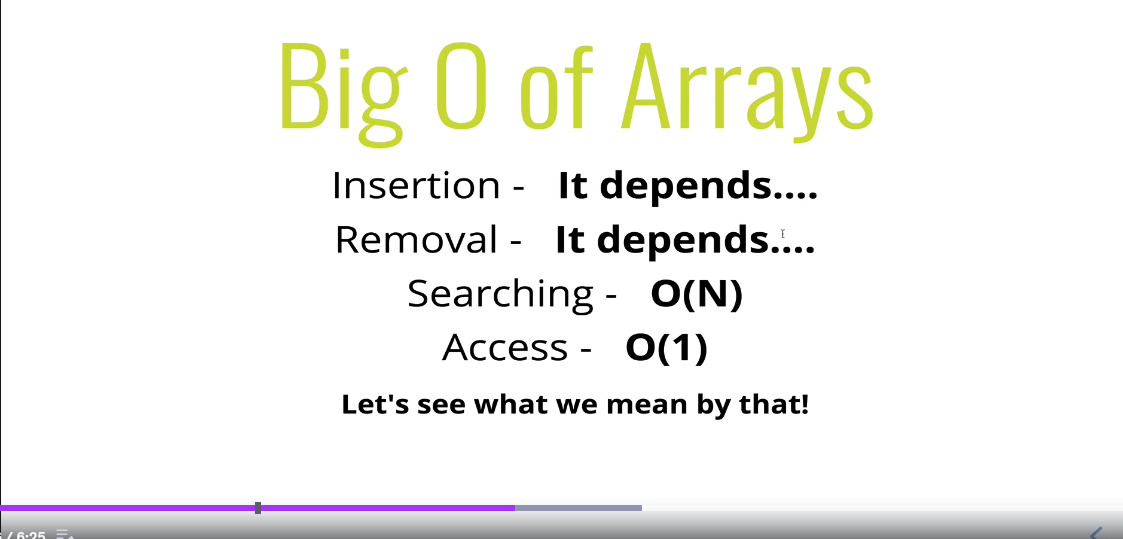 Big O of Arrays
Insertion - It depends....
Removal - It depends....
Searching - O(N)
Access - O(1)
Let's see what we mean by that!
/ 6:25